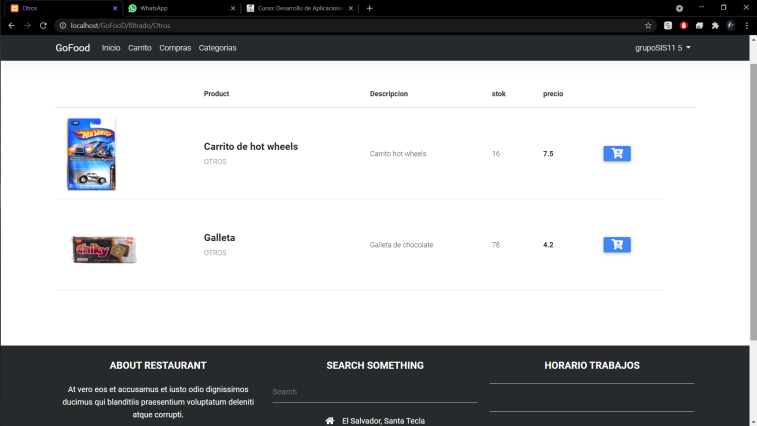 Otros
WhatsApp
Curso: Desarrollo de Aplicacione
localhost/GoFooD/filtrado/Otros
GoFood Inicio Carrito Compras Categorias grupoSIS11 5
Product Descripcion stok precio
Hot Wheels
Carrito de hot wheels
OTROS
Carrito hot wheels 16 7.5
chiky
Galleta
OTROS
Galleta de chocolate 78 4.2
ABOUT RESTAURANT
At vero eos et accusamus et iusto odio dignissimos
ducimus qui blanditiis praesentium voluptatum deleniti
atque corrupti.
SEARCH SOMETHING
Search
El Salvador, Santa Tecla
HORARIO TRABAJOS